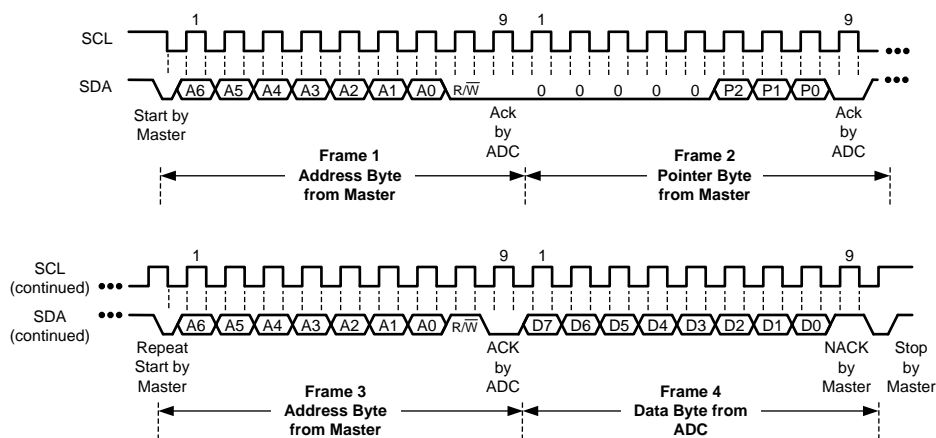 1 9 1 9
SCL
SDA
A6 A5 A4 A3 A2 A1 A0 R/W 0 0 0 0 0 P2 P1 P0
Start by
Master
Ack
by
ADC
Ack
by
ADC
Frame 1
Address Byte
from Master
Frame 2
Pointer Byte
from Master
1 9 1 9
SCL
(continued)
SDA
(continued)
A6 A5 A4 A3 A2 A1 A0 R/W D7 D6 D5 D4 D3 D2 D1 D0
Repeat
Start by
Master
ACK
by
ADC
NACK
by
Master
Stop
by
Master
Frame 3
Address Byte
from Master
Frame 4
Data Byte from
ADC